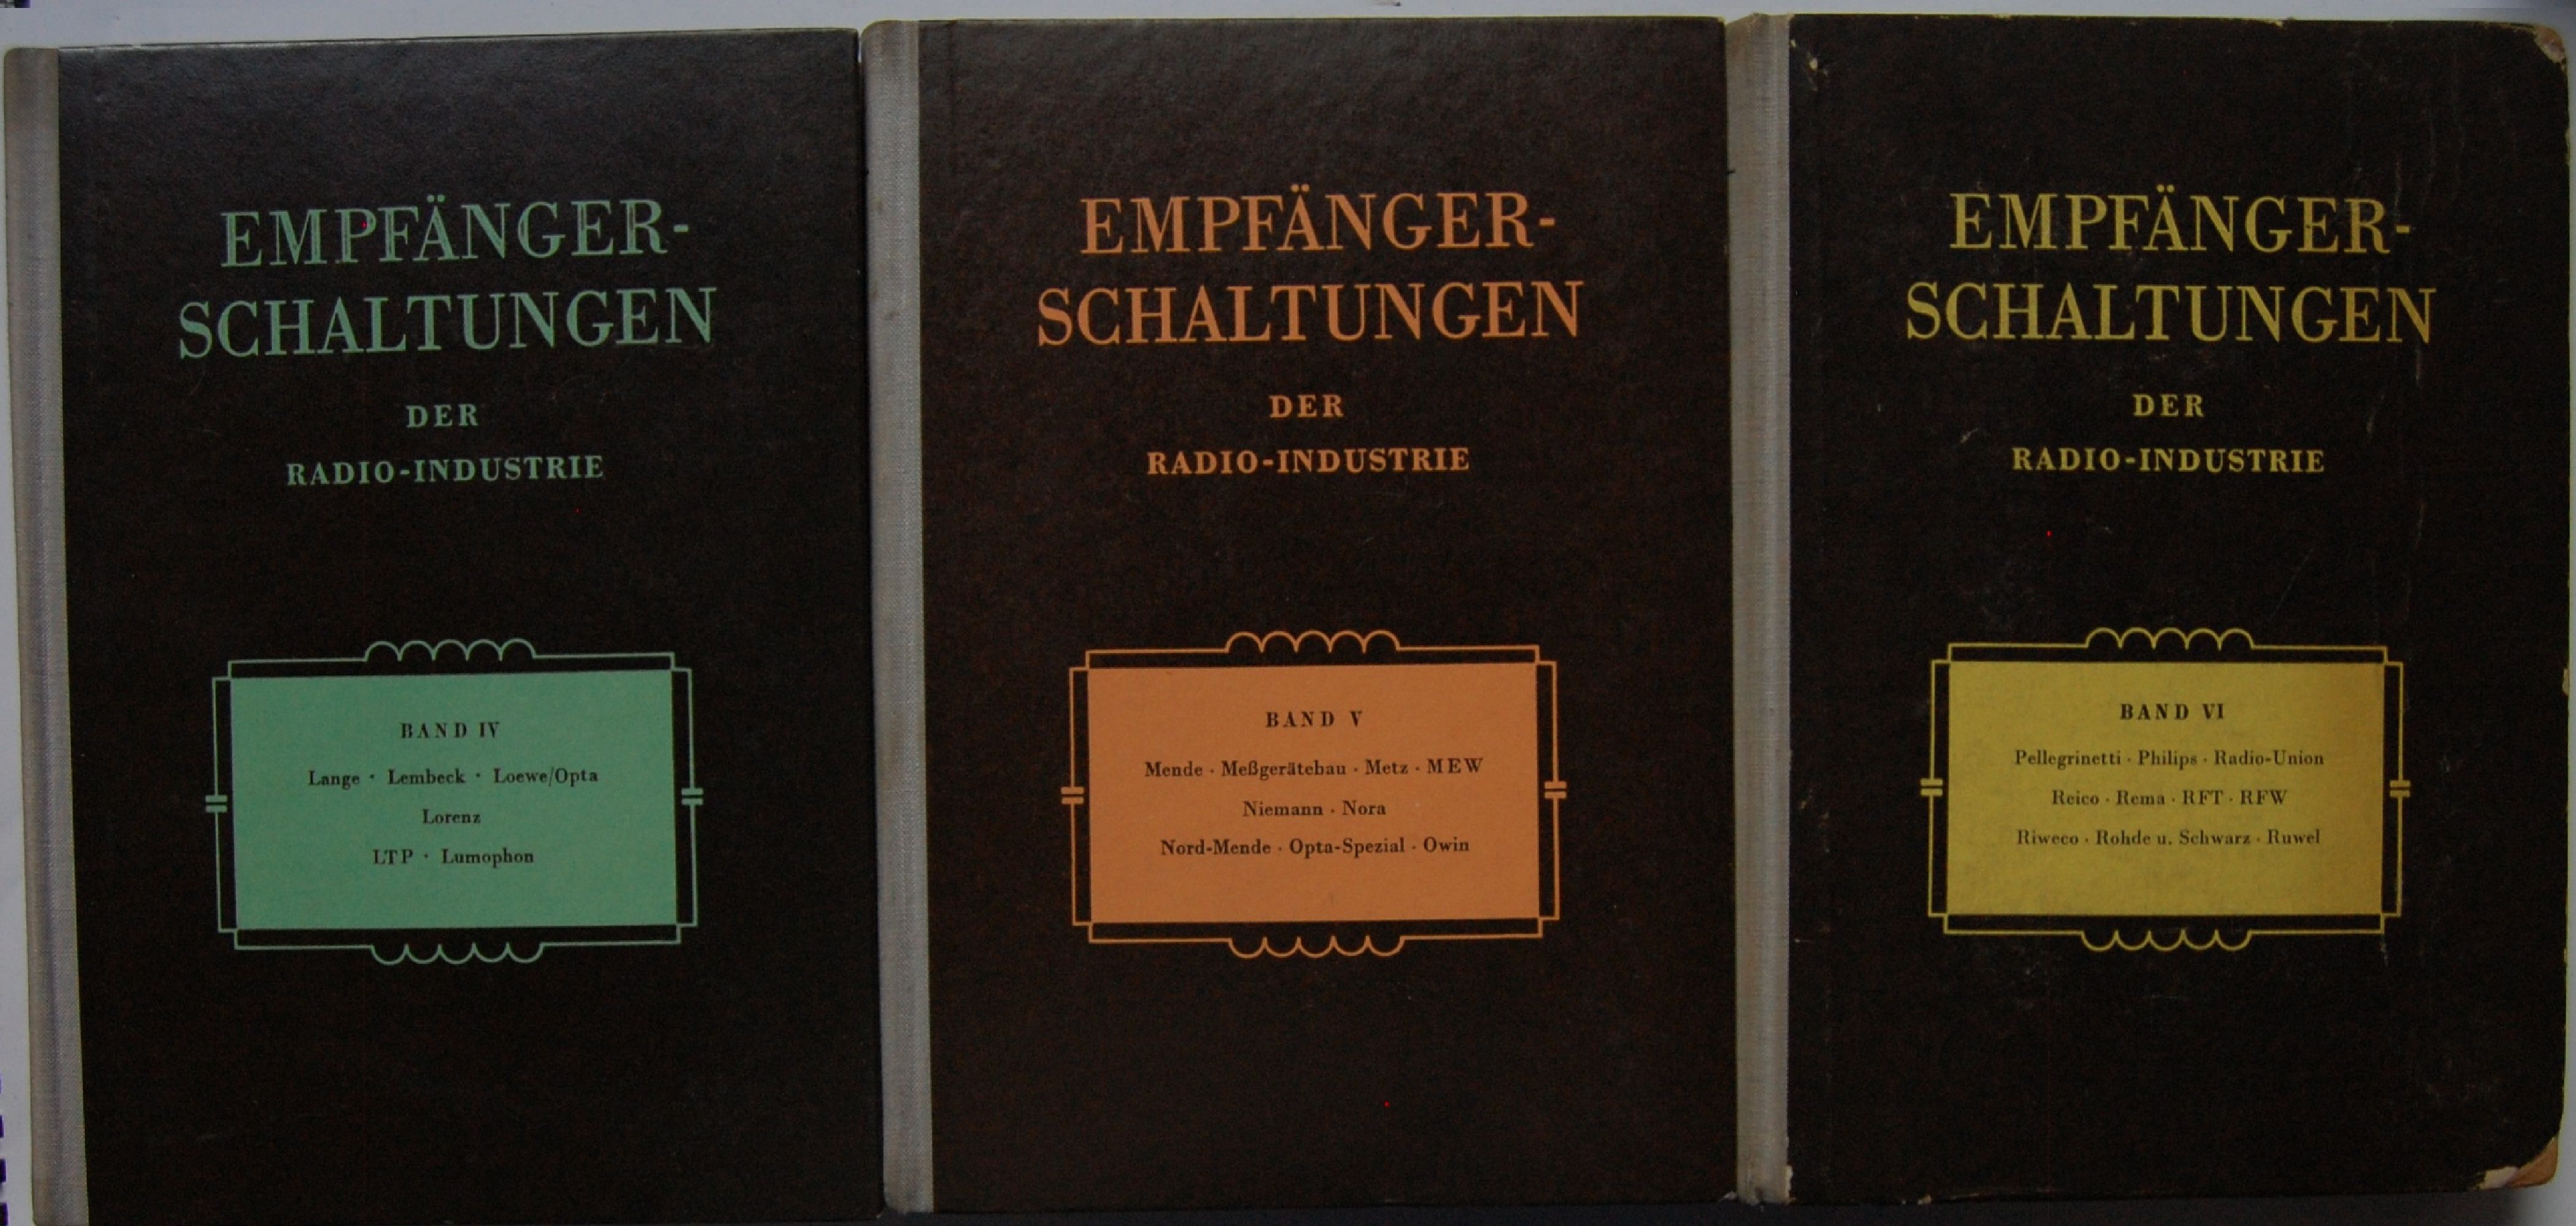 EMPFÄNGER-
SCHALTUNGEN
DER
RADIO-INDUSTRIE
BAND IV
Lange · Lembeck · Loewe/Opta
Lorenz
LTP · Lumophon
EMPFÄNGER-
SCHALTUNGEN
DER
RADIO-INDUSTRIE
BAND V
Mende · Meßgerätebau · Metz · MEW
Niemann · Nora
Nord-Mende · Opta-Spezial · Owin
EMPFÄNGER-
SCHALTUNGEN
DER
RADIO-INDUSTRIE
BAND VI
Pellegrinetti · Philips · Radio-Union
Reico · Rema · RFT · RFW
Riweco · Rohde u. Schwarz · Ruwel